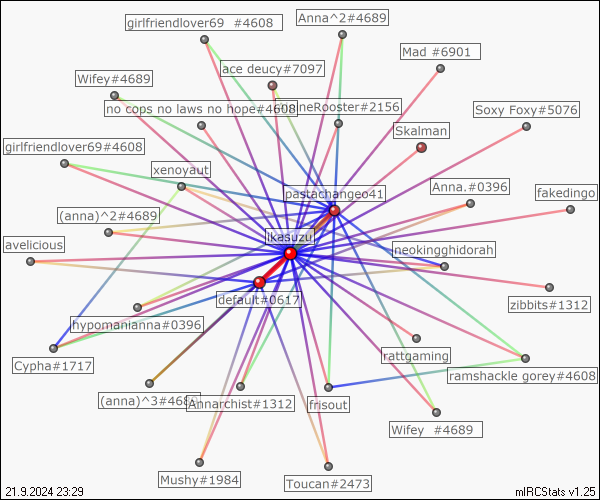 girlfriendlover69  #4608
Anna^2#4689
Mad #6901
ace deucy#7097
Wifey#4689
no cops no laws no hope#4608
neRooster#2156
Soxy Foxy#5076
Skalman
girlfriendlover69#4608
xenoyaut
pastachangeo41
Anna.#0396
fakedingo
(anna)^2#4689
ikasuzu
avelicious
neokingghidorah
default#0617
zibbits#1312
hypomanianna#0396
Cypha#1717
rattgaming
ramshackle gorey#4608
(anna)^3#4689
Annarchist#1312
frisout
Wifey  #4689
Mushy#1984
Toucan#2473
21.9.2024 23:29
mIRCStats v1.25